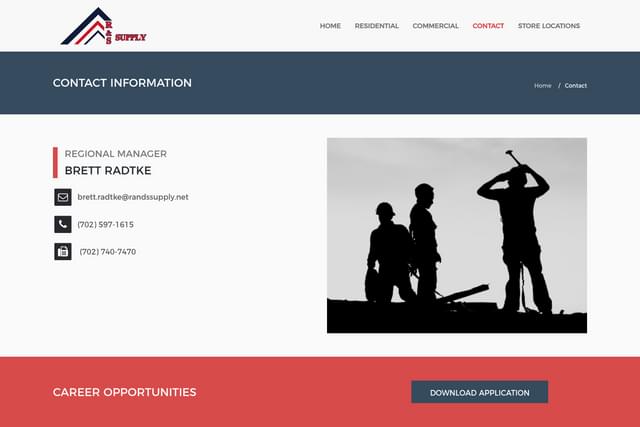 R&S SUPPLY
HOME RESIDENTIAL COMMERCIAL CONTACT STORE LOCATIONS
CONTACT INFORMATION
Home / Contact
REGIONAL MANAGER
BRETT RADTKE
brett.radtke@randssupply.net
(702) 597-1615
(702) 740-7470
CAREER OPPORTUNITIES
DOWNLOAD APPLICATION